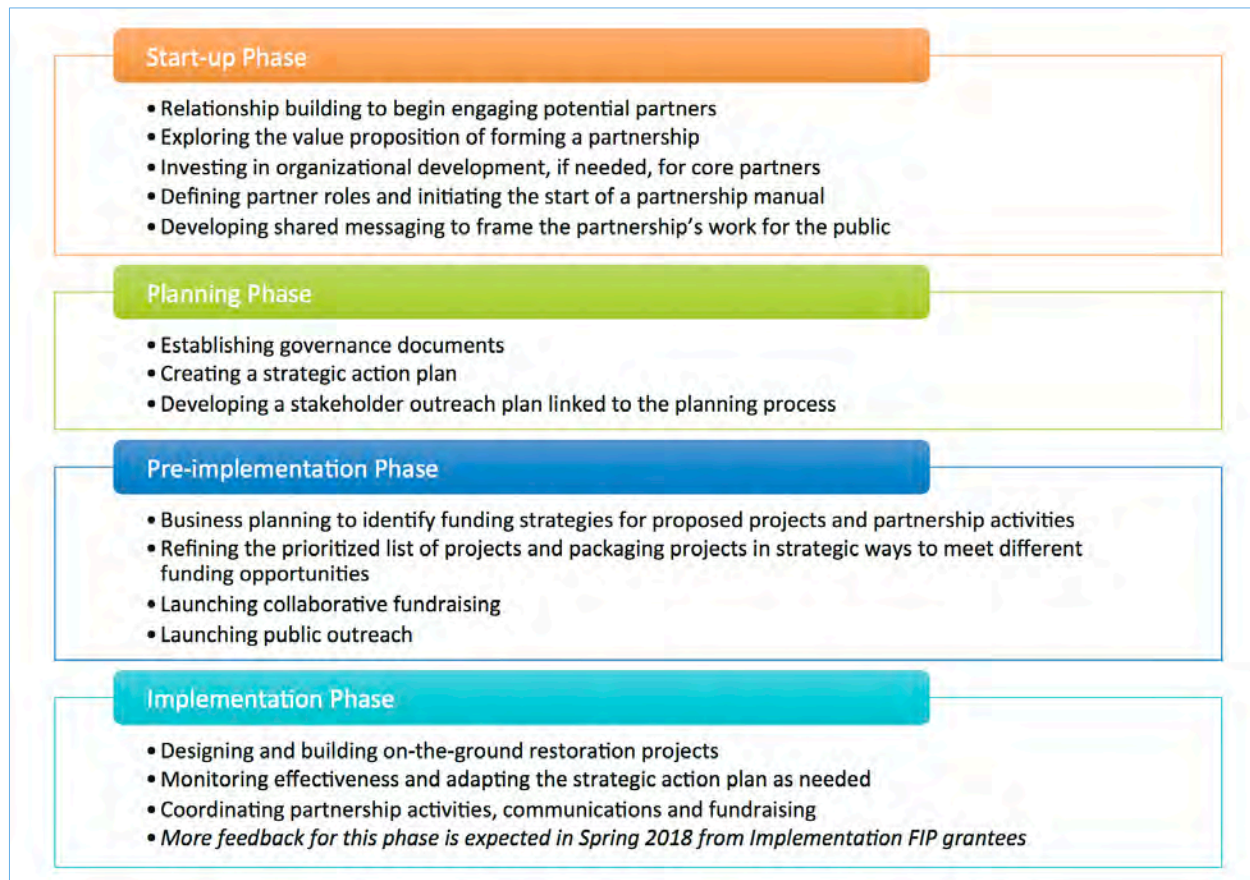 Start-up Phase
• Relationship building to begin engaging potential partners
• Exploring the value proposition of forming a partnership
• Investing in organizational development, if needed, for core partners
• Defining partner roles and initiating the start of a partnership manual
• Developing shared messaging to frame the partnership's work for the public
Planning Phase
• Establishing governance documents
• Creating a strategic action plan
• Developing a stakeholder outreach plan linked to the planning process
Pre-implementation Phase
• Business planning to identify funding strategies for proposed projects and partnership activities
• Refining the prioritized list of projects and packaging projects in strategic ways to meet different
funding opportunities
• Launching collaborative fundraising
• Launching public outreach
Implementation Phase
• Designing and building on-the-ground restoration projects
• Monitoring effectiveness and adapting the strategic action plan as needed
• Coordinating partnership activities, communications and fundraising
• More feedback for this phase is expected in Spring 2018 from Implementation FIP grantees